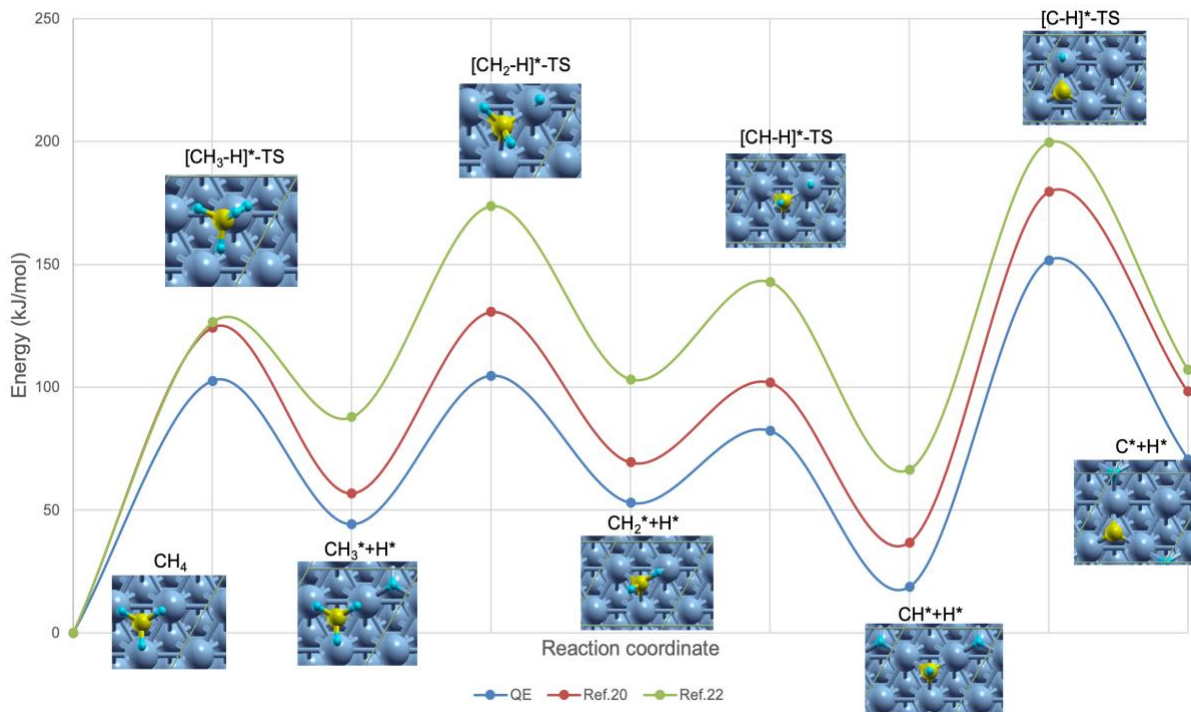 250
200
150
100
50
0
Energy (kJ/mol)
[CH₃-H]*-TS
[CH₂-H]*-TS
[CH-H]*-TS
[C-H]*-TS
CH₄
CH₃*+H*
CH₂*+H*
CH*+H*
C*+H*
Reaction coordinate
QE Ref.20 Ref.22